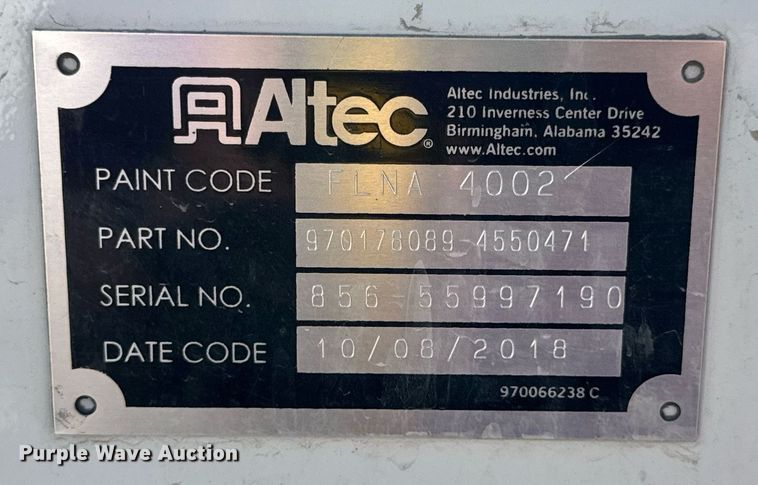 Altec®
Altec Industries, Inc.
210 Inverness Center Drive
Birmingham, Alabama 35242
www.Altec.com
PAINT CODE FLNA 4002
PART NO. 970178089-4550471
SERIAL NO. 856-55997190
DATE CODE 10/08/2018
970066238 C
Purple Wave Auction